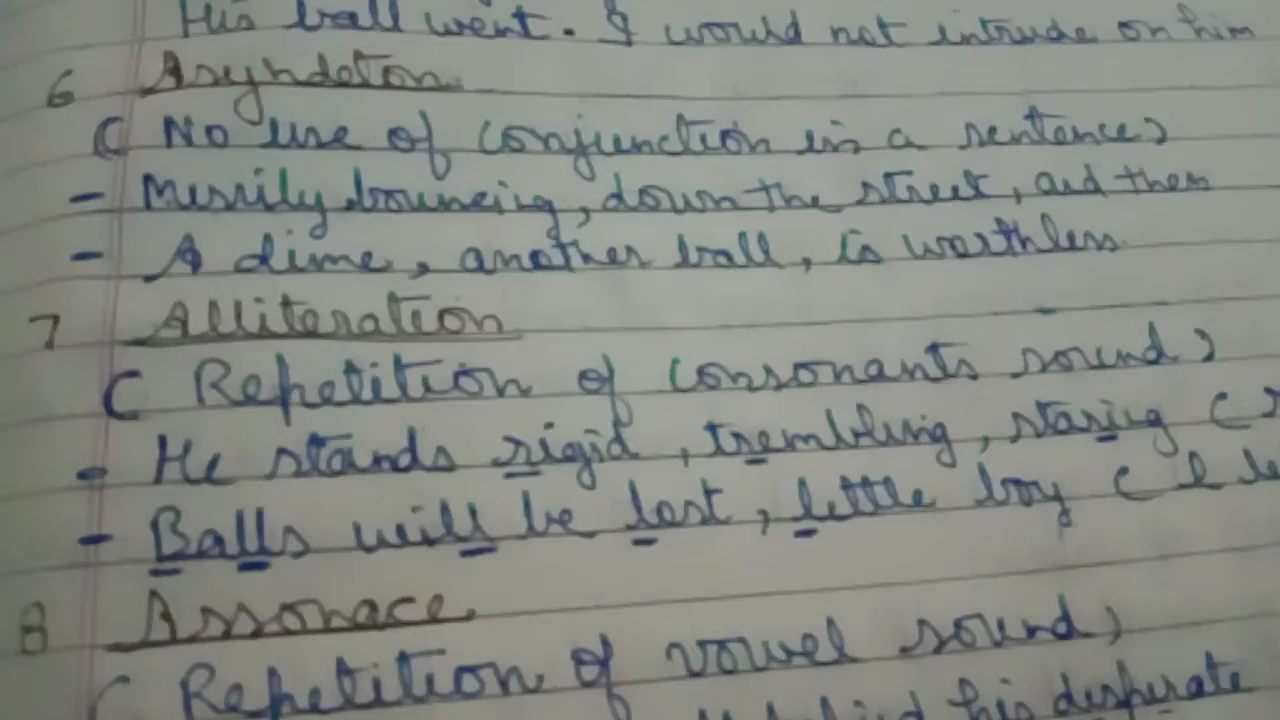 His ball went. I would not intrude on him
6 Asyndeton
( No use of conjunction in a sentence)
- Merrily bouncing, down the street, and then
- A dime, another ball, is worthless
7 Alliteration
( Repetition of consonants sound)
- He stands rigid, trembling, staring (
- Balls will be lost, little boy ( l
8 Assonace
( Repetition of vowel sound)
his desperate